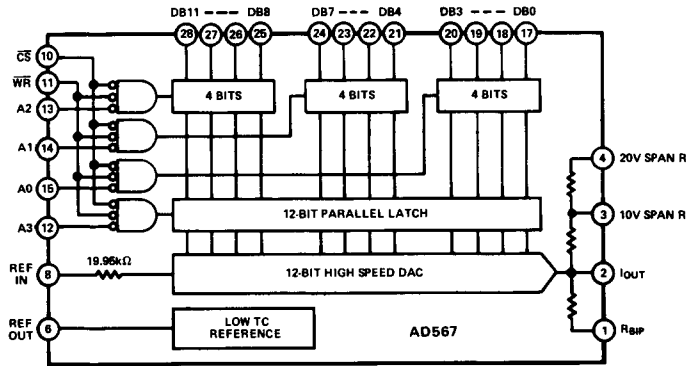 DB11 --- DB8 DB7 --- DB4 DB3 --- DB0
28 27 26 25 24 23 22 21 20 19 18 17
CS
10
WR
11
A2
13
A1
14
A0
15
A3
12
4 BITS 4 BITS 4 BITS
12-BIT PARALLEL LATCH
REF
IN
8
19.95kΩ
12-BIT HIGH SPEED DAC
REF
OUT
6
LOW TC
REFERENCE
AD567
4 20V SPAN R
3 10V SPAN R
2 IOUT
1 RBIP